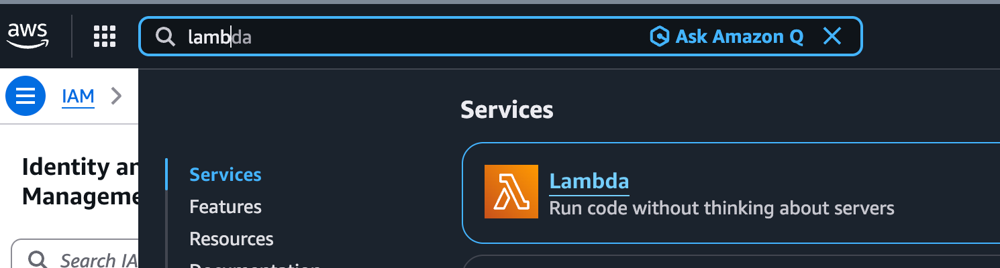 aws
lambda
Ask Amazon Q
IAM
Services
Identity an
Manageme
Services
Features
Resources
Documentation
Lambda
Run code without thinking about servers
Search IA